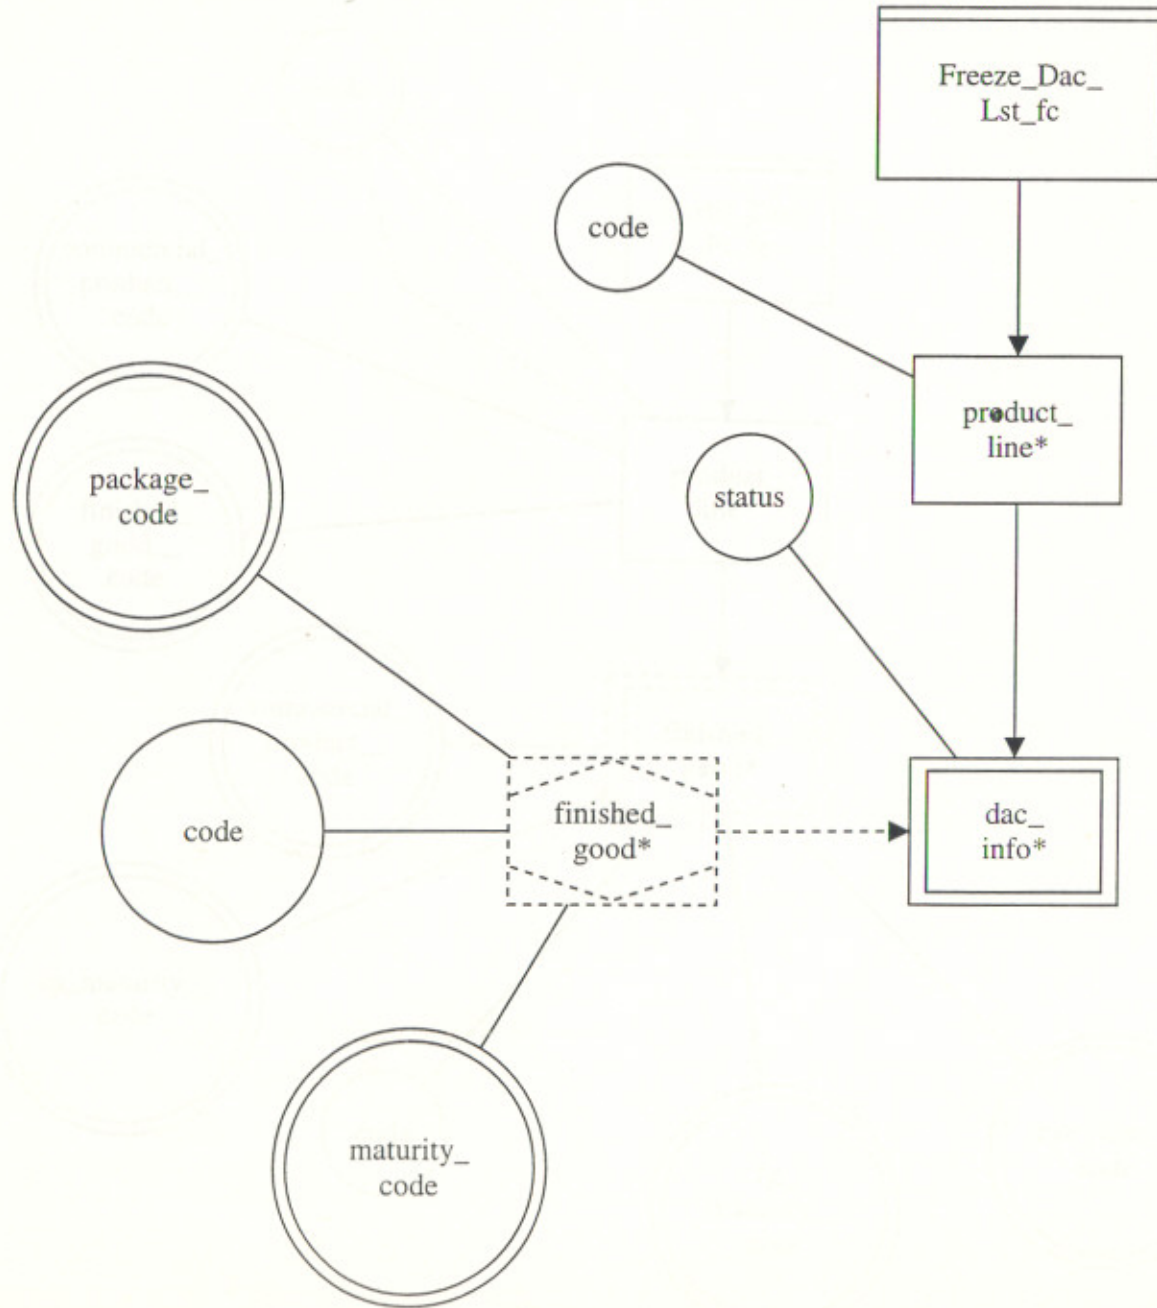 Freeze_Dac_
Lst_fc
code
product_
line*
package_
code
status
code
finished_
good*
dac_
info*
maturity_
code